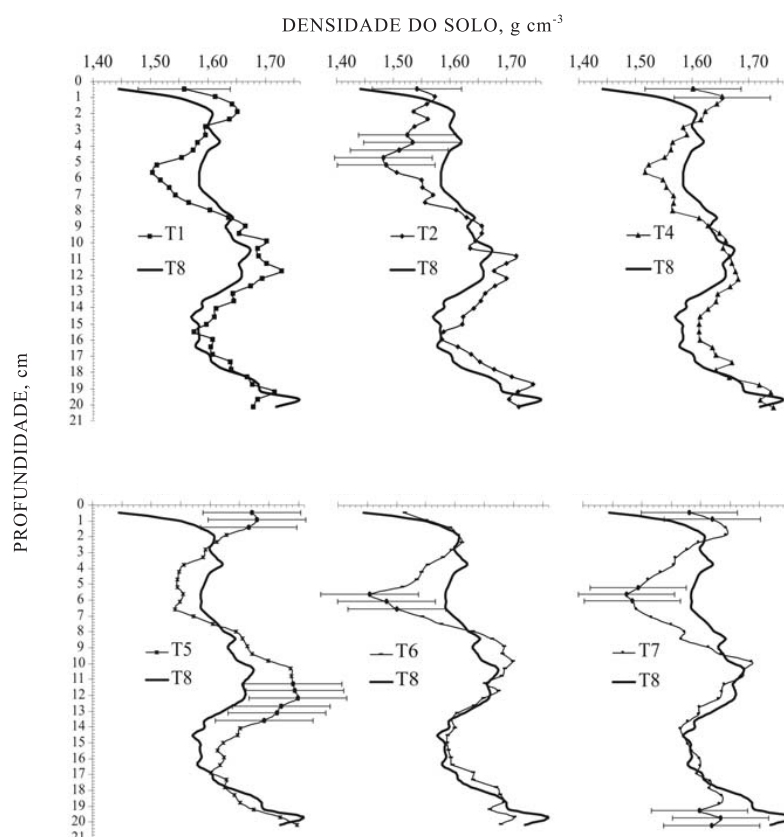 DENSIDADE DO SOLO, g cm-3
1,40 1,50 1,60 1,70 1,40 1,50 1,60 1,70 1,40 1,50 1,60 1,70
0
1
2
3
4
5
6
7
8
9
10
11
12
13
14
15
16
17
18
19
20
21
T1
T8
T2
T8
T4
T8
PROFUNDIDADE, cm
0
1
2
3
4
5
6
7
8
9
10
11
12
13
14
15
16
17
18
19
20
21
T5
T8
T6
T8
T7
T8